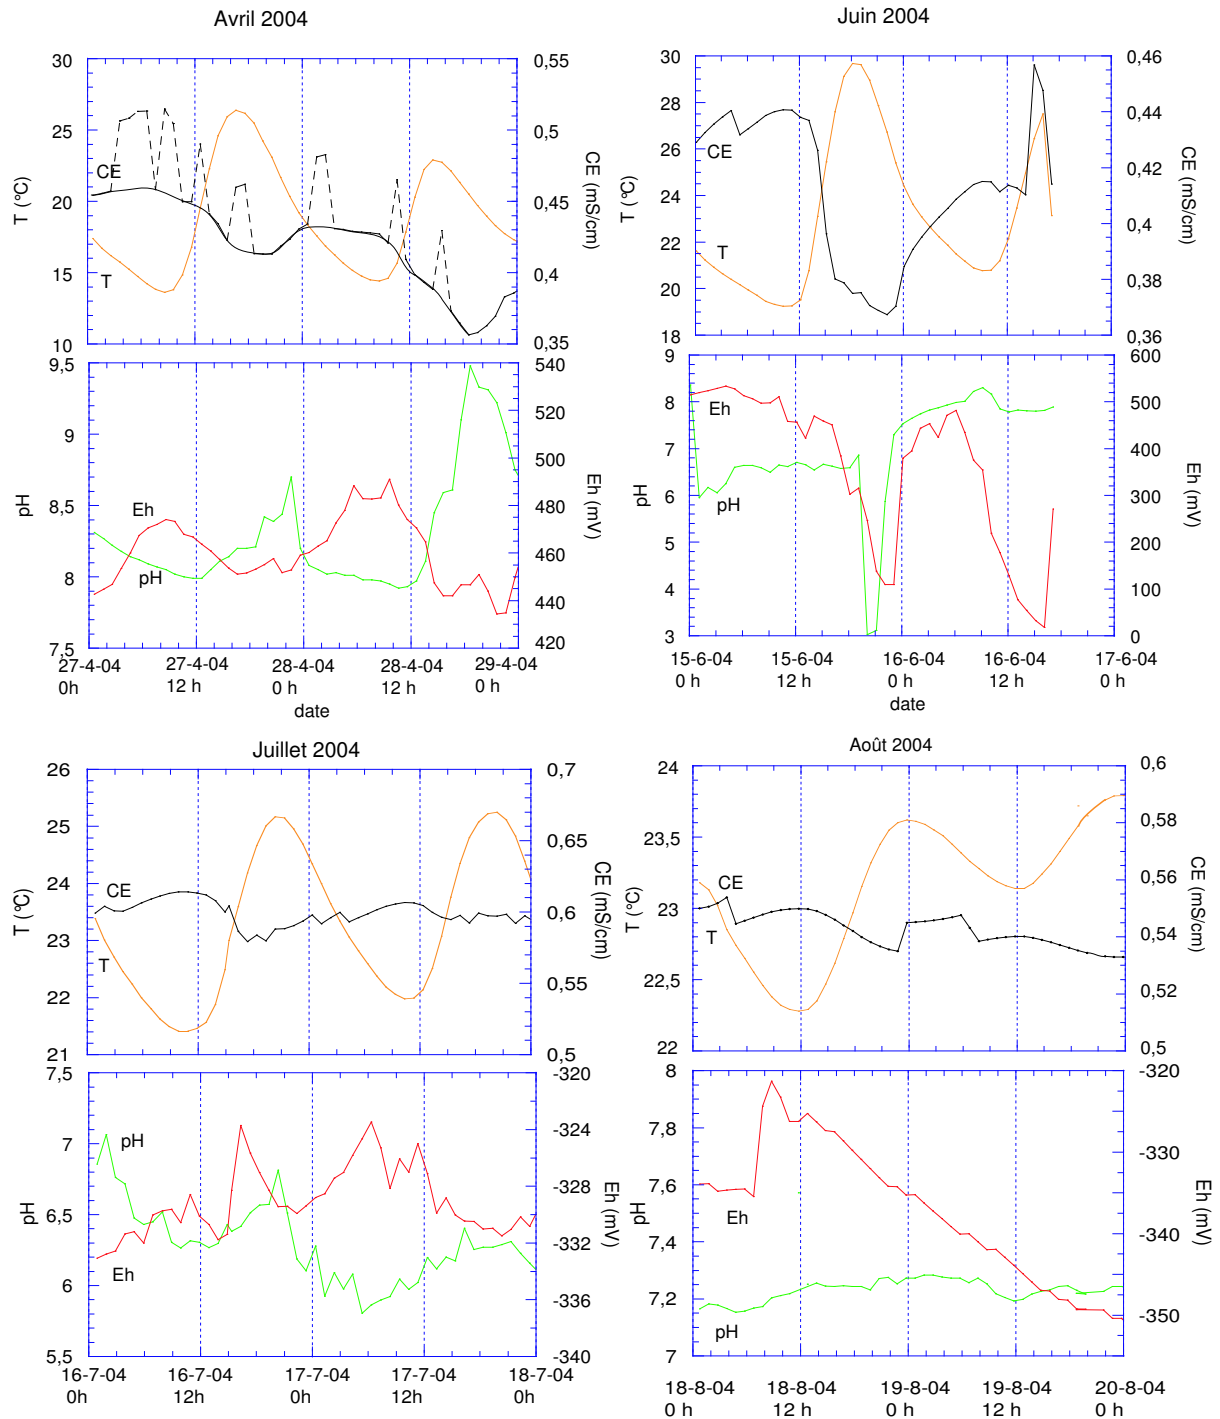 Avril 2004
30
25
20
15
10
T (°C)
0,55
0,5
0,45
0,4
0,35
CE (mS/cm)
CE
T
9,5
9
8,5
8
7,5
pH
540
520
500
480
460
440
420
Eh (mV)
Eh
pH
27-4-04 27-4-04 28-4-04 28-4-04 29-4-04
0h 12 h 0 h 12 h 0 h
date
Juin 2004
30
28
26
24
22
20
18
T (°C)
0,46
0,44
0,42
0,4
0,38
0,36
CE (mS/cm)
CE
T
9
8
7
6
5
4
3
pH
600
500
400
300
200
100
0
Eh (mV)
Eh
pH
15-6-04 15-6-04 16-6-04 16-6-04 17-6-04
0 h 12 h 0 h 12 h 0 h
date
Juillet 2004
26
25
24
23
22
21
T (°C)
0,7
0,65
0,6
0,55
0,5
CE (mS/cm)
CE
T
7,5
7
6,5
6
5,5
pH
-320
-324
-328
-332
-336
-340
Eh (mV)
pH
Eh
16-7-04 16-7-04 17-7-04 17-7-04 18-7-04
0h 12h 0h 12h 0h
Août 2004
24
23,5
23
22,5
22
T (°C)
0,6
0,58
0,56
0,54
0,52
0,5
CE (mS/cm)
CE
T
8
7,8
7,6
7,4
7,2
7
pH
-320
-330
-340
-350
Eh (mV)
Eh
pH
18-8-04 18-8-04 19-8-04 19-8-04 20-8-04
0 h 12 h 0 h 12 h 0 h